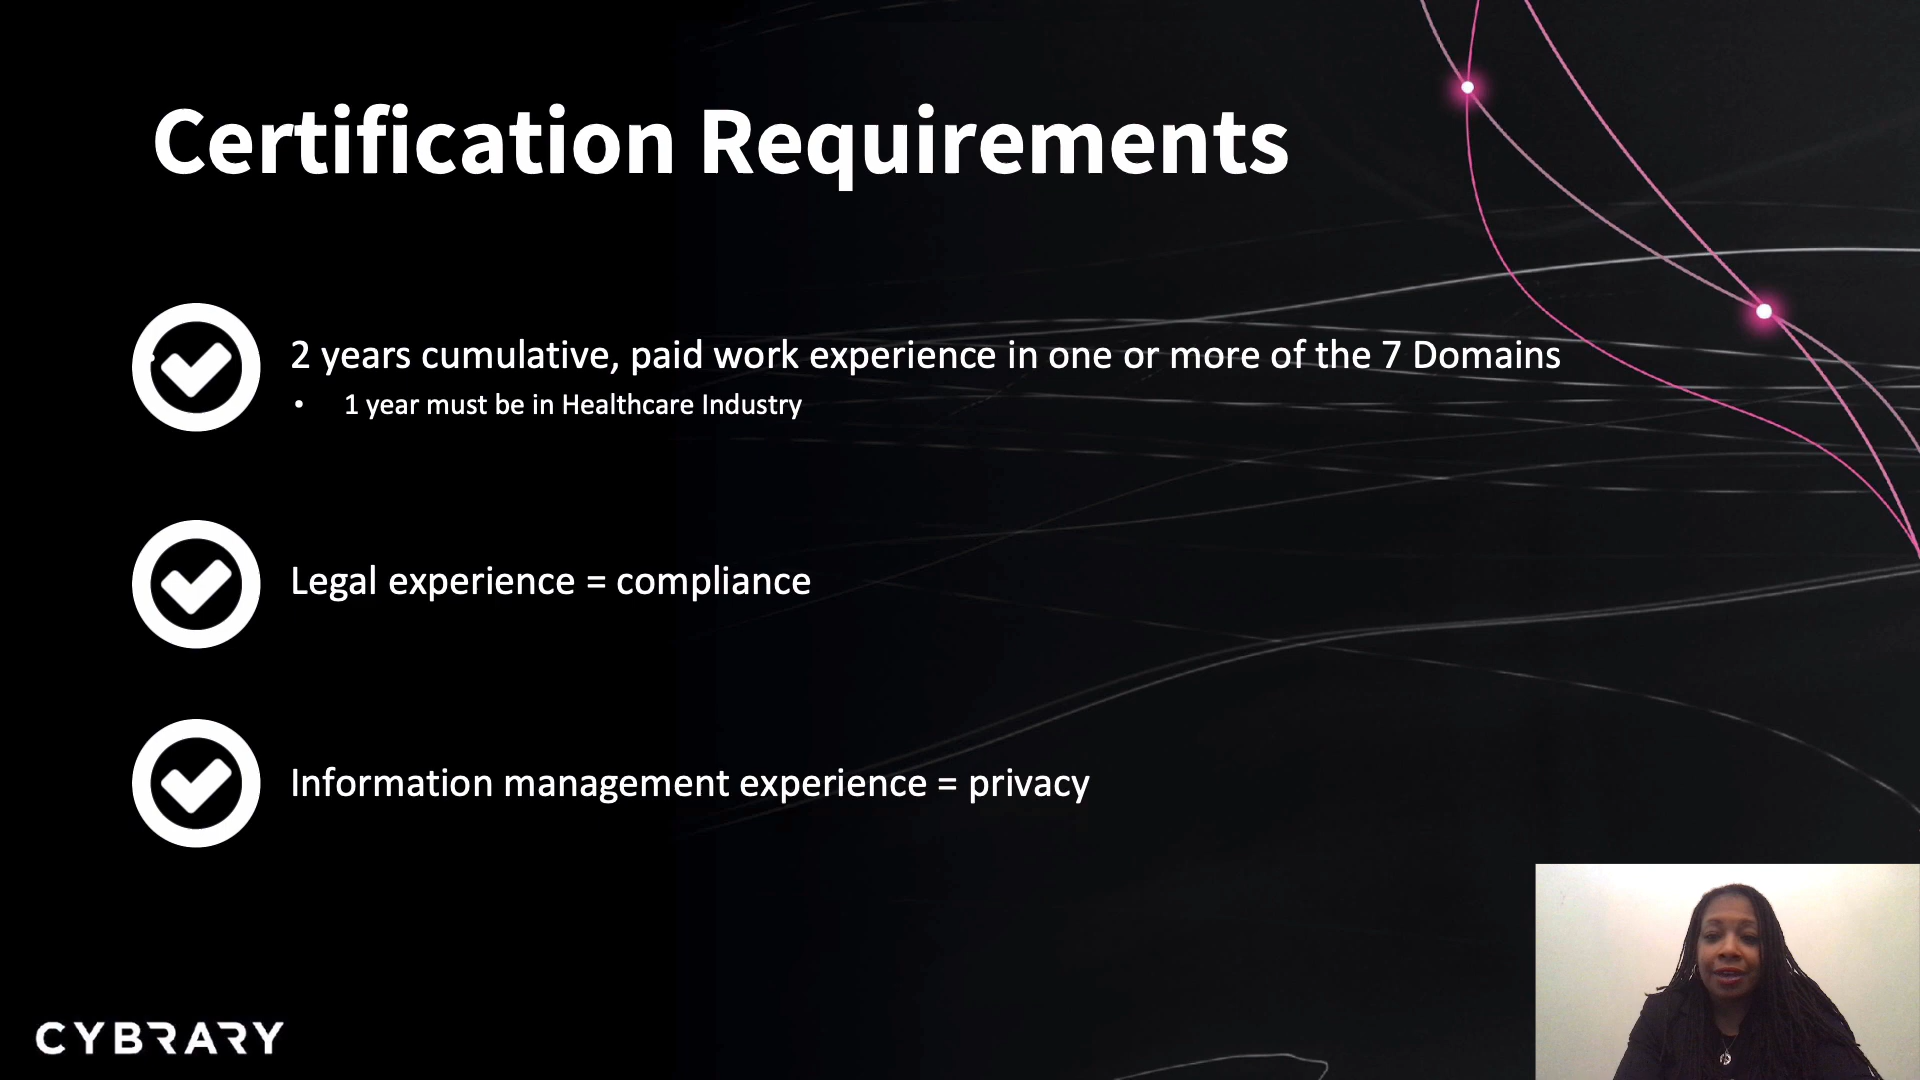 Certification Requirements
2 years cumulative, paid work experience in one or more of the 7 Domains
• 1 year must be in Healthcare Industry
Legal experience = compliance
Information management experience = privacy
CYBRARY